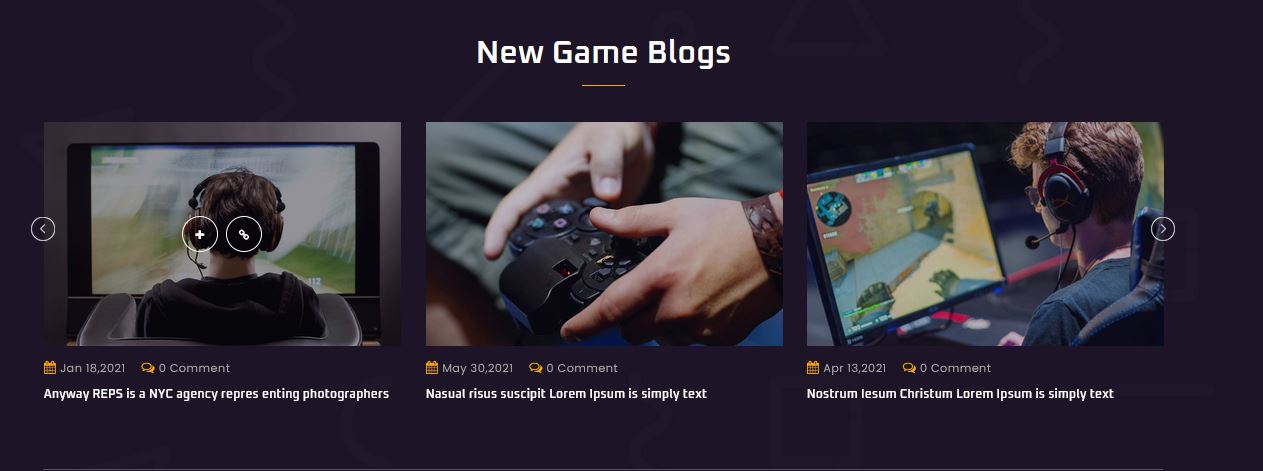 New Game Blogs
112
Jan 18,2021 0 Comment
May 30,2021 0 Comment
Apr 13,2021 0 Comment
Anyway REPS is a NYC agency repres enting photographers
Nasual risus suscipit Lorem Ipsum is simply text
Nostrum Iesum Christum Lorem Ipsum is simply text